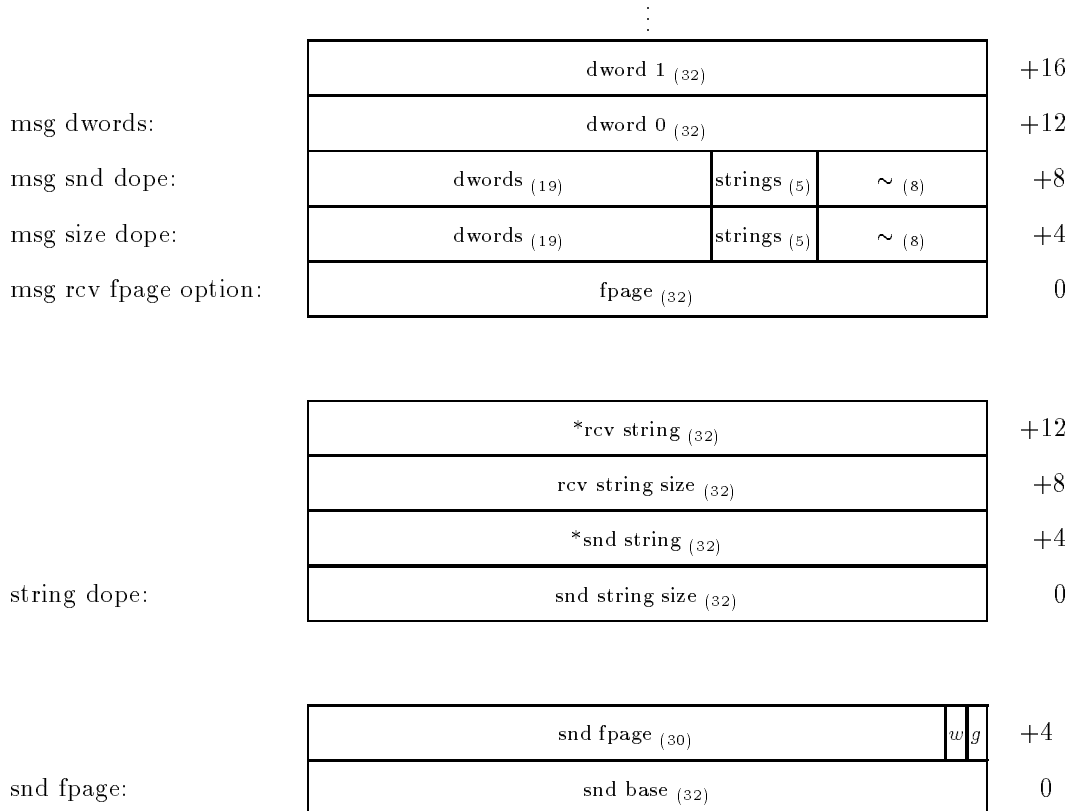 ⋮
dword 1 (32) +16
msg dwords: dword 0 (32) +12
msg snd dope: dwords (19) strings (5) ~ (8) +8
msg size dope: dwords (19) strings (5) ~ (8) +4
msg rcv fpage option: fpage (32) 0
*rcv string (32) +12
rcv string size (32) +8
*snd string (32) +4
string dope: snd string size (32) 0
snd fpage (30) w g +4
snd fpage: snd base (32) 0